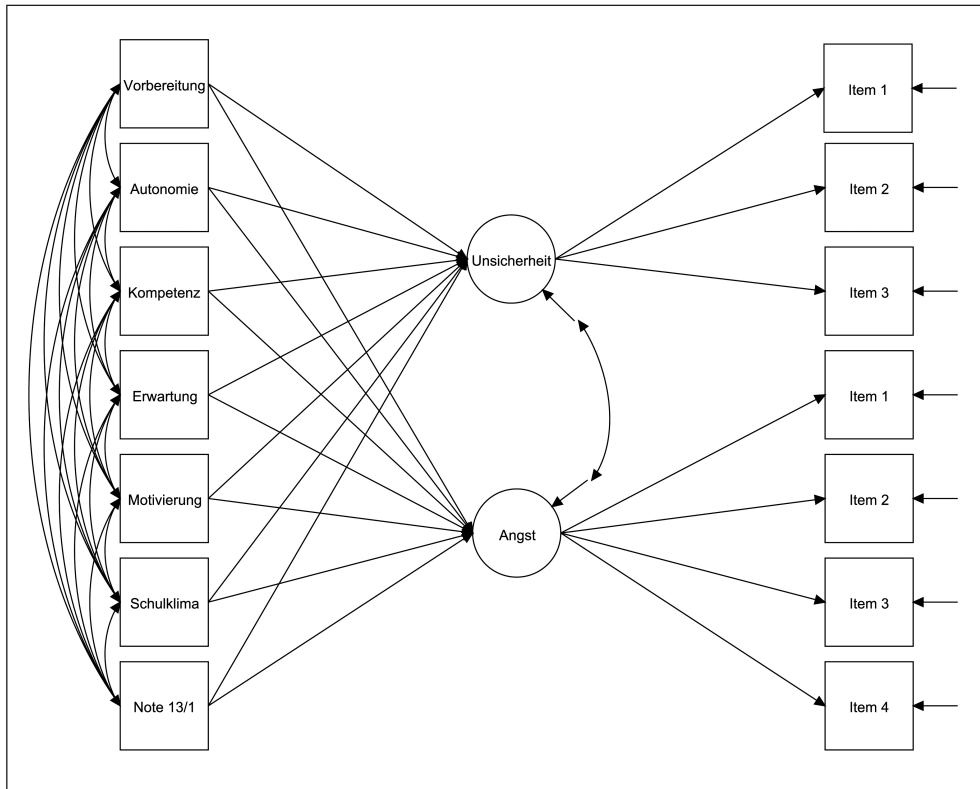 Vorbereitung
Autonomie
Kompetenz
Erwartung
Motivierung
Schulklima
Note 13/1
Unsicherheit
Angst
Item 1
Item 2
Item 3
Item 1
Item 2
Item 3
Item 4